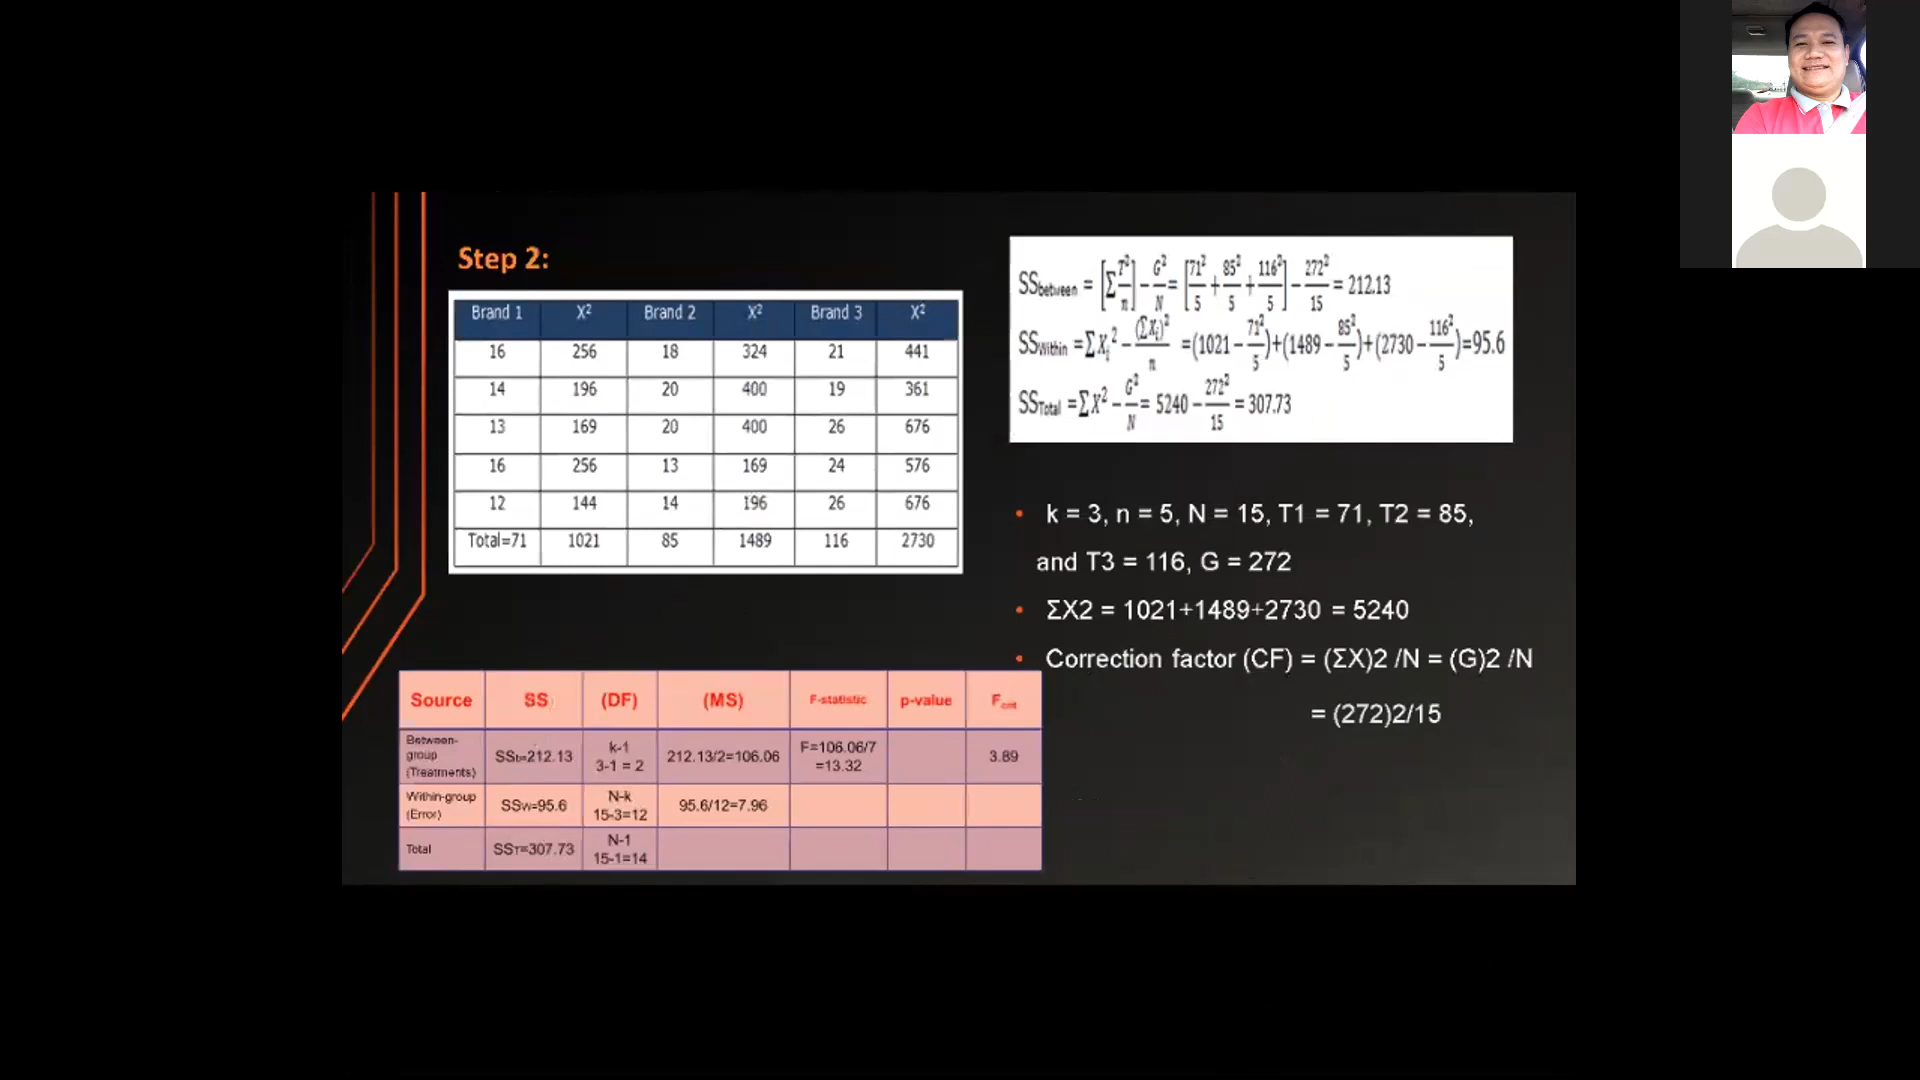 Step 2:
Brand 1 X² Brand 2 X² Brand 3 X²
16 256 18 324 21 441
14 196 20 400 19 361
13 169 20 400 26 676
16 256 13 169 24 576
12 144 14 196 26 676
Total=71 1021 85 1489 116 2730
SSbetween = [∑ T²/n] − G²/N = [71²/5 + 85²/5 + 116²/5] − 272²/15 = 212.13
SSWithin =∑Xi² − (∑Xi)²/n =(1021 − 71²/5)+(1489 − 85²/5)+(2730 − 116²/5)=95.6
SSTotal =∑X² − G²/N = 5240 − 272²/15 = 307.73
• k = 3, n = 5, N = 15, T1 = 71, T2 = 85,
and T3 = 116, G = 272
• ΣX2 = 1021+1489+2730 = 5240
• Correction factor (CF) = (ΣX)2 /N = (G)2 /N
= (272)2/15
Source SS (DF) (MS) F-statistic p-value Fcrit
Between-
group
(Treatments)
SSb=212.13
k-1
3-1 = 2
212.13/2=106.06
F=106.06/7
=13.32
3.89
Within-group
(Error)
SSW=95.6
N-k
15-3=12
95.6/12=7.96
Total
SST=307.73
N-1
15-1=14